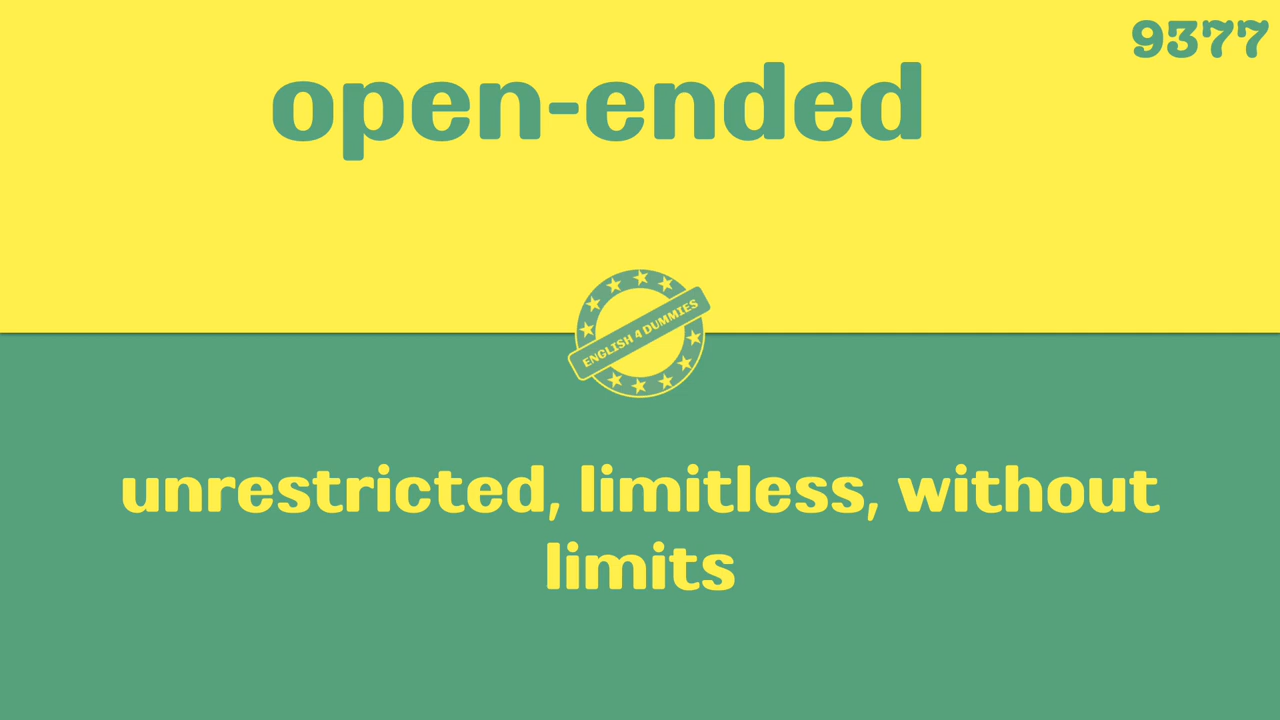 9377
open-ended
ENGLISH 4 DUMMIES
unrestricted, limitless, without
limits